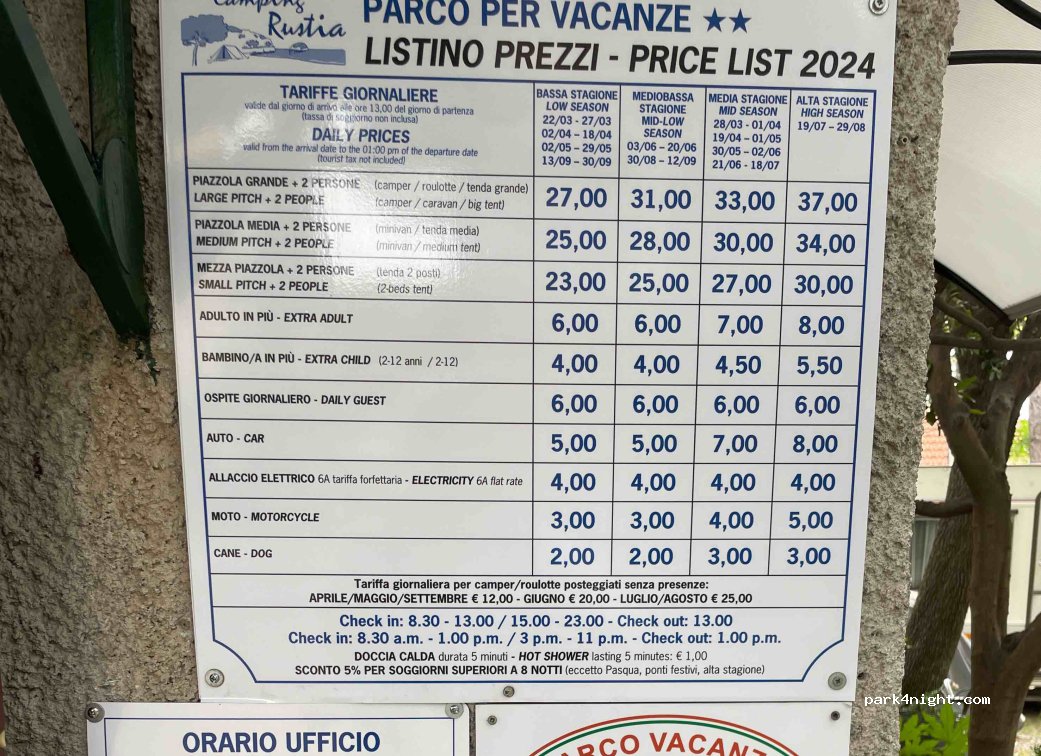 Camping
Rustia
PARCO PER VACANZE ★★
LISTINO PREZZI - PRICE LIST 2024
TARIFFE GIORNALIERE
valide dal giorno di arrivo alle ore 13,00 del giorno di partenza
(tassa di soggiorno non inclusa)
DAILY PRICES
valid from the arrival date to the 01:00 pm of the departure date
(tourist tax not included)
BASSA STAGIONE
LOW SEASON
22/03 - 27/03
02/04 - 18/04
02/05 - 29/05
13/09 - 30/09
MEDIOBASSA
STAGIONE
MID-LOW
SEASON
03/06 - 20/06
30/08 - 12/09
MEDIA STAGIONE
MID SEASON
28/03 - 01/04
19/04 - 01/05
30/05 - 02/06
21/06 - 18/07
ALTA STAGIONE
HIGH SEASON
19/07 - 29/08
PIAZZOLA GRANDE + 2 PERSONE (camper / roulotte / tenda grande)
LARGE PITCH + 2 PEOPLE (camper / caravan / big tent)
27,00 31,00 33,00 37,00
PIAZZOLA MEDIA + 2 PERSONE (minivan / tenda media)
MEDIUM PITCH + 2 PEOPLE (minivan / medium tent)
25,00 28,00 30,00 34,00
MEZZA PIAZZOLA + 2 PERSONE (tenda 2 posti)
SMALL PITCH + 2 PEOPLE (2-beds tent)
23,00 25,00 27,00 30,00
ADULTO IN PIÙ - EXTRA ADULT 6,00 6,00 7,00 8,00
BAMBINO/A IN PIÙ - EXTRA CHILD (2-12 anni / 2-12) 4,00 4,00 4,50 5,50
OSPITE GIORNALIERO - DAILY GUEST 6,00 6,00 6,00 6,00
AUTO - CAR 5,00 5,00 7,00 8,00
ALLACCIO ELETTRICO 6A tariffa forfettaria - ELECTRICITY 6A flat rate 4,00 4,00 4,00 4,00
MOTO - MOTORCYCLE 3,00 3,00 4,00 5,00
CANE - DOG 2,00 2,00 3,00 3,00
Tariffa giornaliera per camper/roulotte posteggiati senza presenze:
APRILE/MAGGIO/SETTEMBRE € 12,00 - GIUGNO € 20,00 - LUGLIO/AGOSTO € 25,00
Check in: 8.30 - 13.00 / 15.00 - 23.00 - Check out: 13.00
Check in: 8.30 a.m. - 1.00 p.m. / 3 p.m. - 11 p.m. - Check out: 1.00 p.m.
DOCCIA CALDA durata 5 minuti - HOT SHOWER lasting 5 minutes: € 1,00
SCONTO 5% PER SOGGIORNI SUPERIORI A 8 NOTTI (eccetto Pasqua, ponti festivi, alta stagione)
park4night.com
ORARIO UFFICIO
PARCO VACANZ